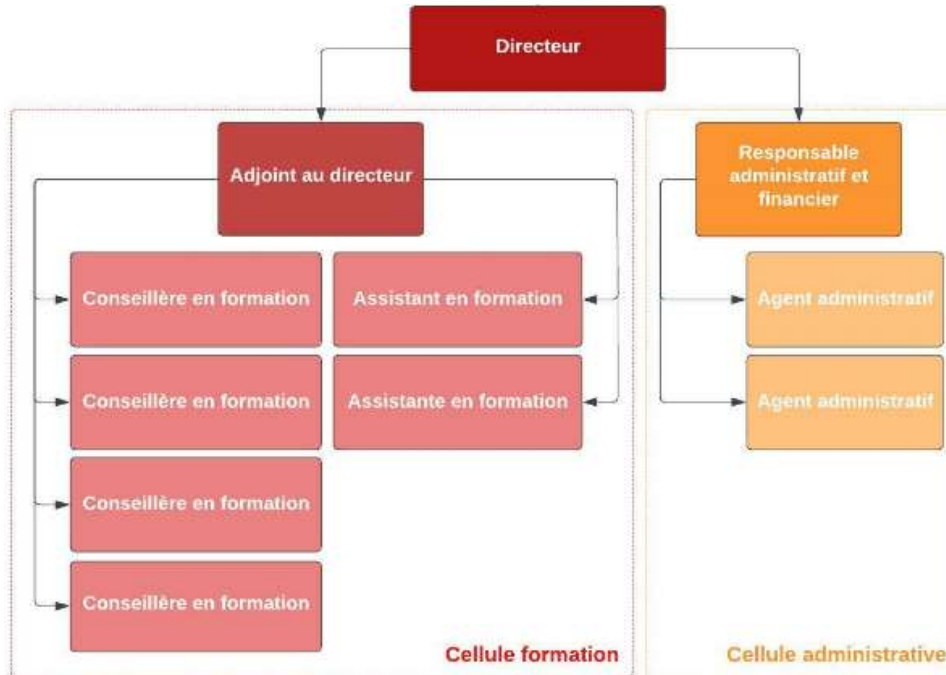 Directeur
Adjoint au directeur
Responsable
administratif et
financier
Conseillère en formation
Assistant en formation
Agent administratif
Conseillère en formation
Assistante en formation
Agent administratif
Conseillère en formation
Conseillère en formation
Cellule formation
Cellule administrative